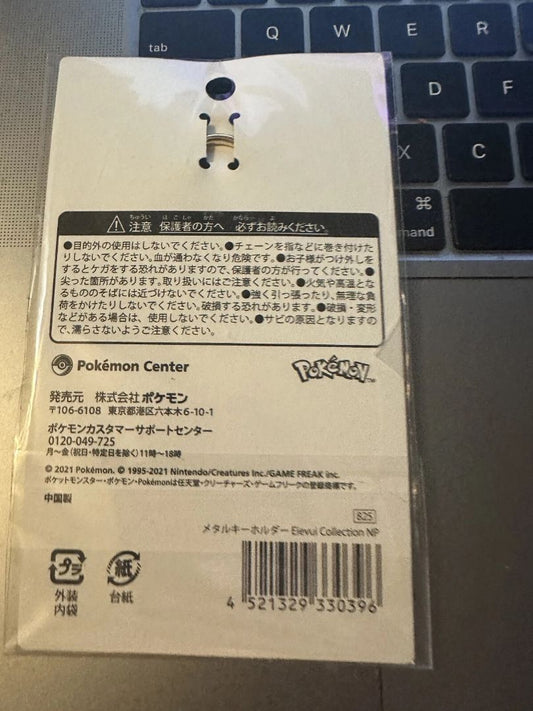 tab
Q
W
E
R
D
F
X
C
⌘
mand
ちゅうい ほごしゃ かた かなら よ
⚠注意 保護者の方へ 必ずお読みください
●目的外の使用はしないでください。●チェーンを指などに巻き付けた
りしないでください。血が通わなくなり危険です。●お子様がつけ外しを
するとケガをする恐れがありますので、保護者の方が行ってください。●
尖った箇所があります。取り扱いにはご注意ください。●火気や高温とな
るもののそばには近づけないでください。●強く引っ張ったり、無理な負
荷をかけたりしないでください。破損する恐れがあります。●破損・変形
などがある場合は、使用しないでください。●サビの原因となりますの
で、濡らさないようご注意ください。
Pokémon Center
POKéMON™
発売元 株式会社ポケモン
〒106-6108 東京都港区六本木6-10-1
ポケモンカスタマーサポートセンター
0120-049-725
月〜金(祝日・特定日を除く)11時〜18時
© 2021 Pokémon. © 1995-2021 Nintendo/Creatures Inc./GAME FREAK inc.
ポケットモンスター・ポケモン・Pokémonは任天堂・クリーチャーズ・ゲームフリークの登録商標です。
中国製
825
メタルキーホルダー Eievui Collection NP
プラ
外装
内袋
紙
台紙
4 521329 330396